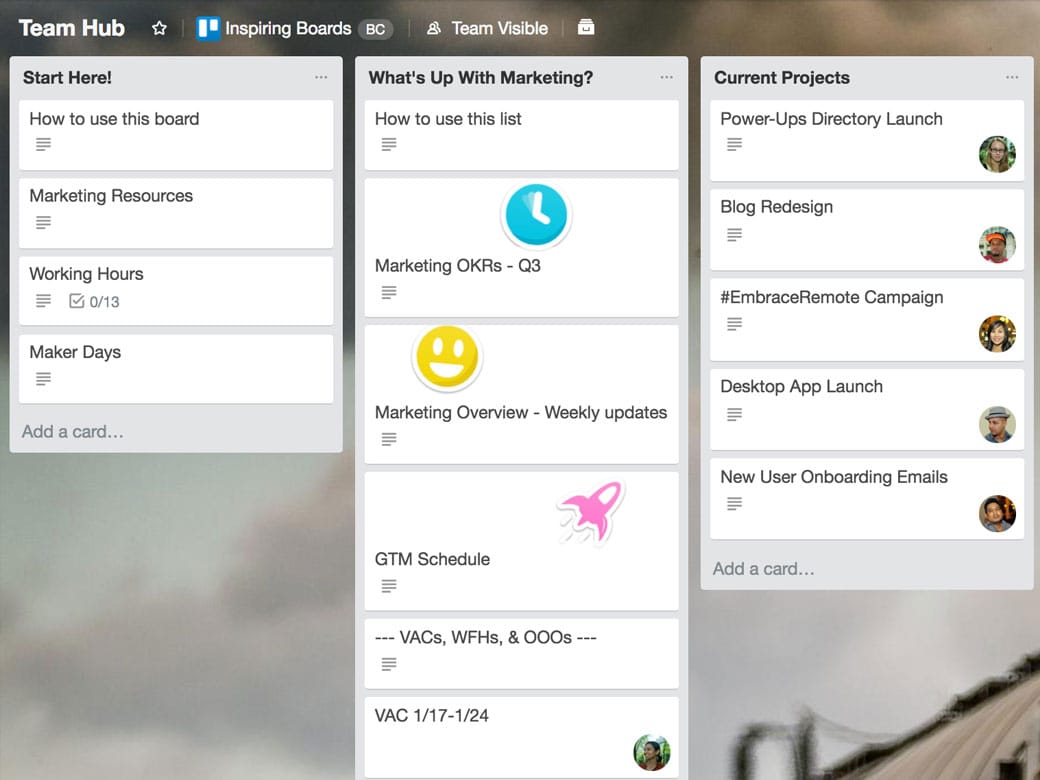 Team Hub
Inspiring Boards BC
Team Visible
Start Here!
How to use this board
Marketing Resources
Working Hours
0/13
Maker Days
Add a card…
What's Up With Marketing?
How to use this list
Marketing OKRs - Q3
Marketing Overview - Weekly updates
GTM Schedule
--- VACs, WFHs, & OOOs ---
VAC 1/17-1/24
Current Projects
Power-Ups Directory Launch
Blog Redesign
#EmbraceRemote Campaign
Desktop App Launch
New User Onboarding Emails
Add a card…